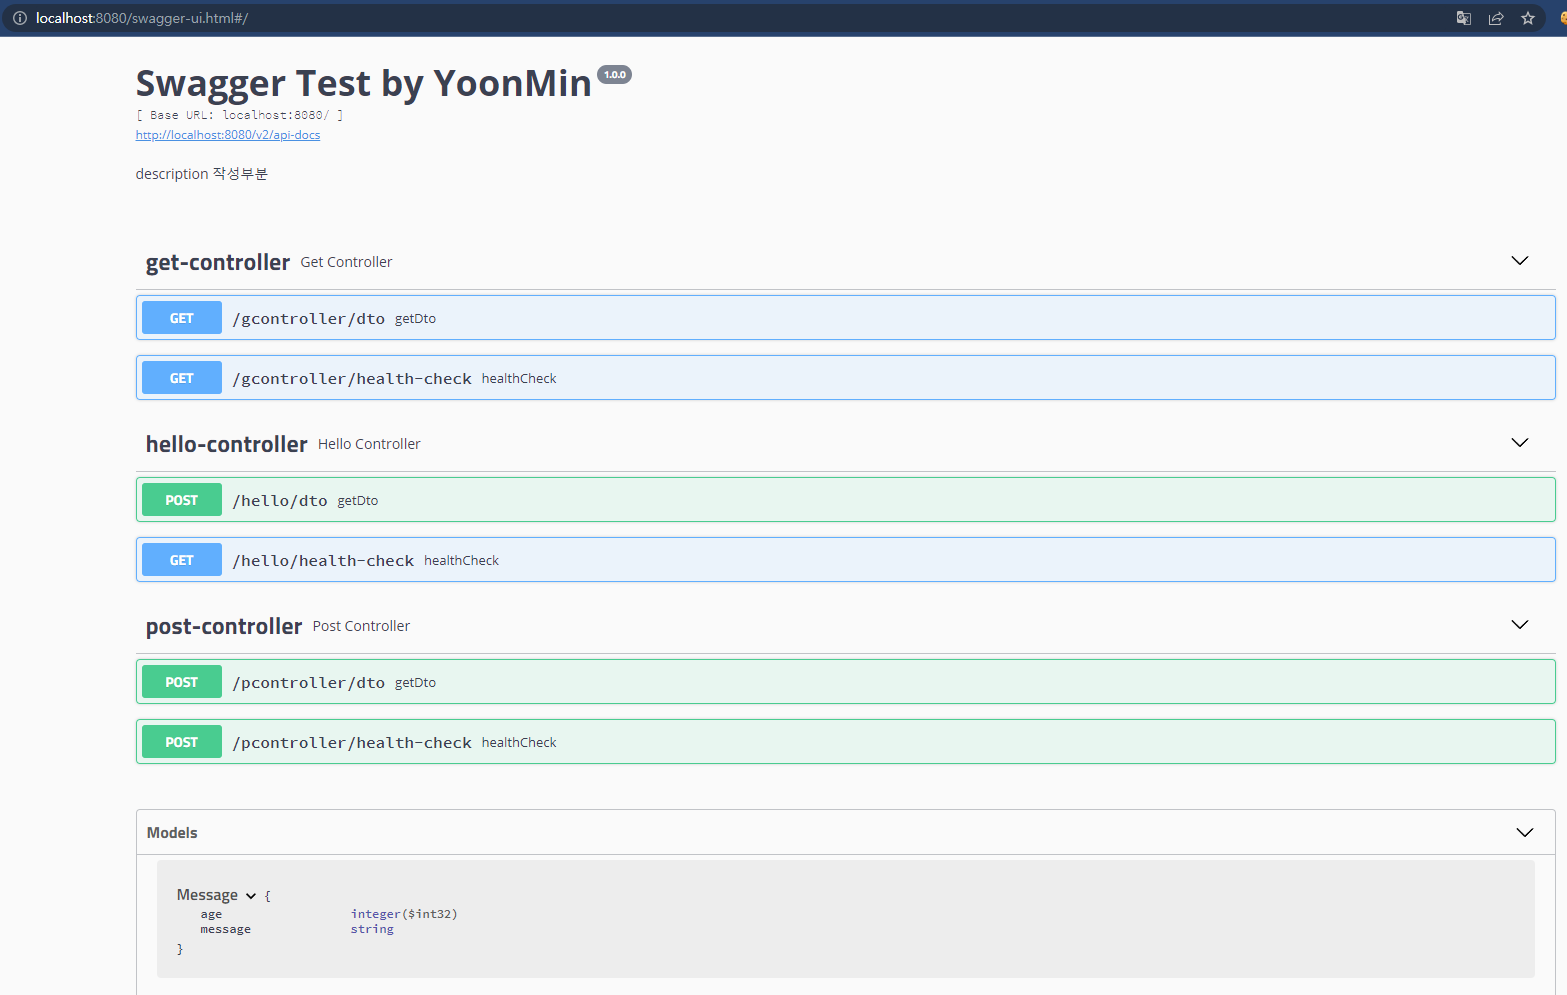 localhost:8080/swagger-ui.html#/
Swagger Test by YoonMin 1.0.0
[ Base URL: localhost:8080/ ]
http://localhost:8080/v2/api-docs
description 작성부분
get-controller Get Controller
GET /gcontroller/dto getDto
GET /gcontroller/health-check healthCheck
hello-controller Hello Controller
POST /hello/dto getDto
GET /hello/health-check healthCheck
post-controller Post Controller
POST /pcontroller/dto getDto
POST /pcontroller/health-check healthCheck
Models
Message {
age integer($int32)
message string
}